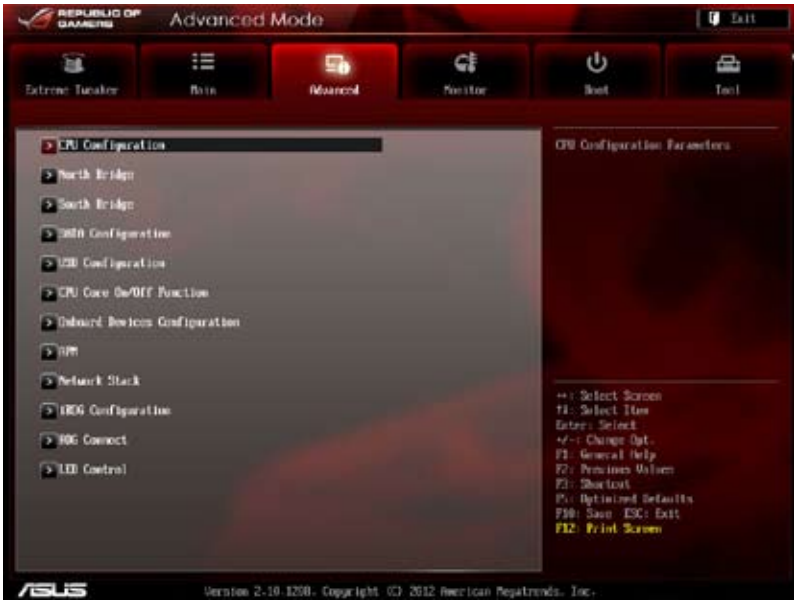 REPUBLIC OF
GAMERS
Advanced Mode
Exit
Extreme Tweaker
Main
Advanced
Monitor
Boot
Tool
CPU Configuration
North Bridge
South Bridge
SATA Configuration
USB Configuration
CPU Core On/Off Function
Onboard Devices Configuration
APM
Network Stack
iROG Configuration
ROG Connect
LED Control
CPU Configuration Parameters
→←: Select Screen
↑↓: Select Item
Enter: Select
+/-: Change Opt.
F1: General Help
F2: Previous Values
F3: Shortcut
F5: Optimized Defaults
F10: Save ESC: Exit
F12: Print Screen
ASUS
Version 2.10.1208. Copyright (C) 2012 American Megatrends, Inc.